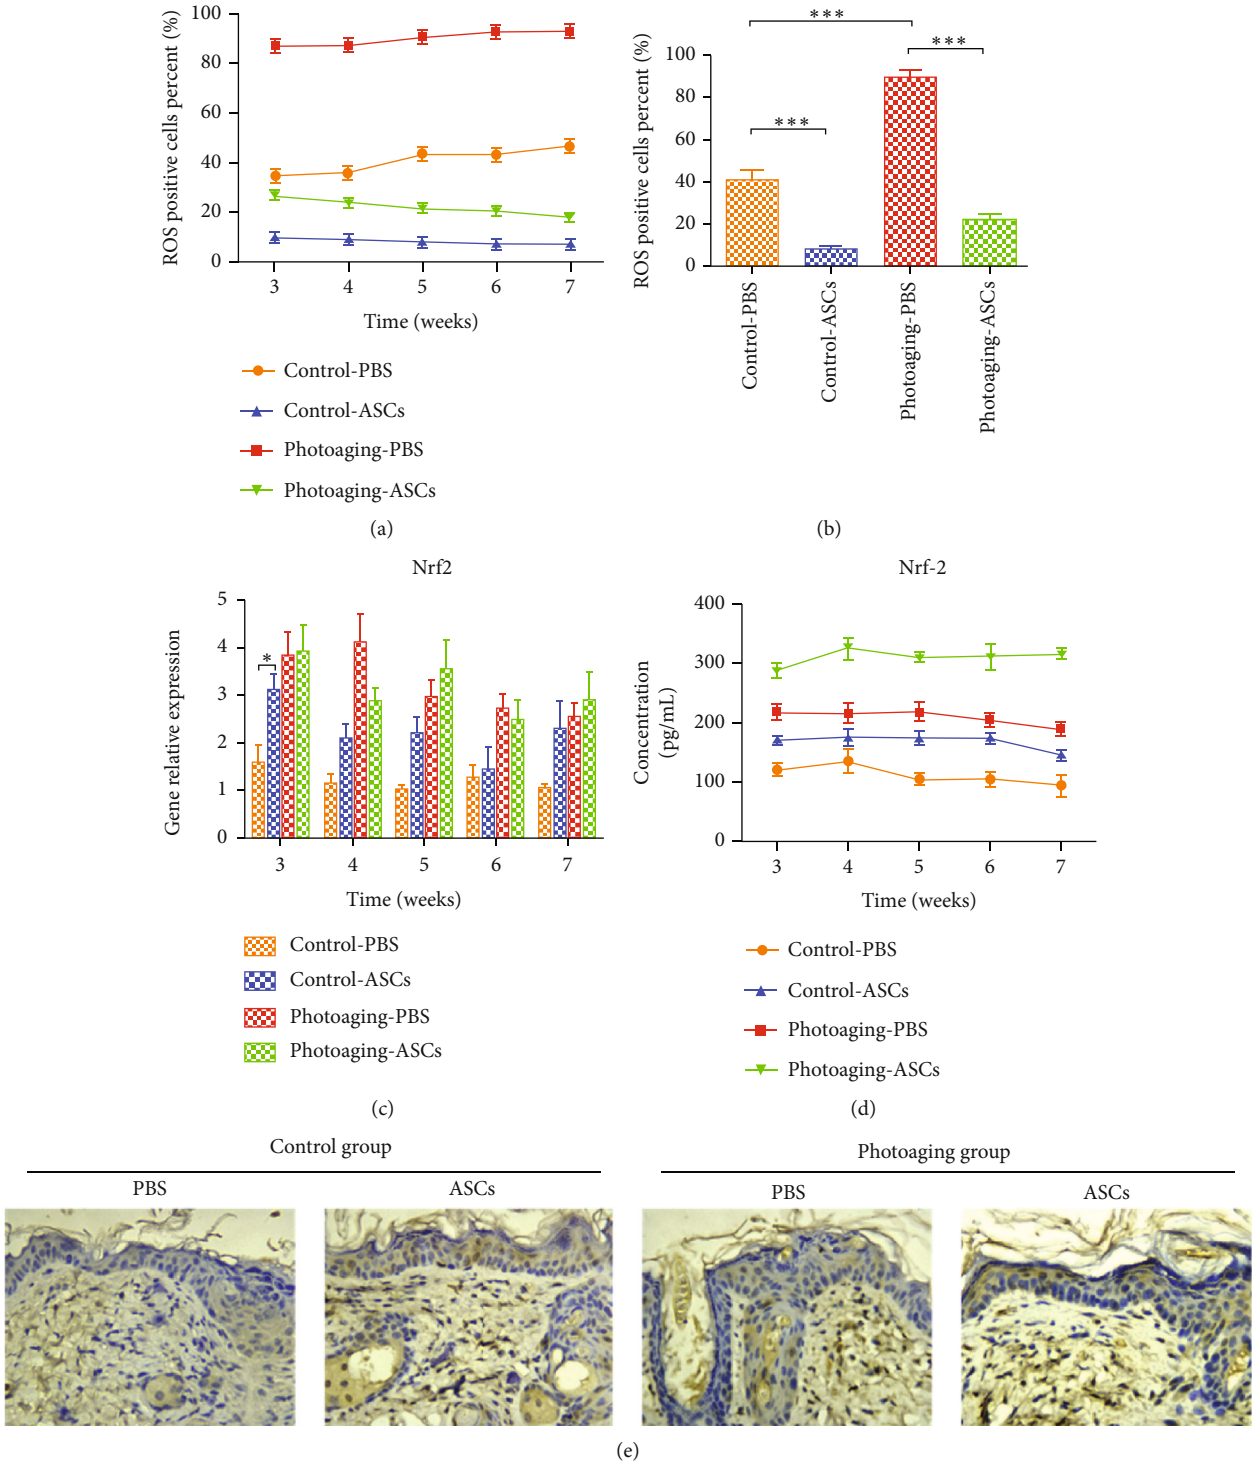 ROS positive cells percent (%)
100
80
60
40
20
0
3 4 5 6 7
Time (weeks)
Control-PBS
Control-ASCs
Photoaging-PBS
Photoaging-ASCs
(a)
ROS positive cells percent (%)
100
80
60
40
20
0
***
***
***
Control-PBS
Control-ASCs
Photoaging-PBS
Photoaging-ASCs
(b)
Nrf2
Gene relative expression
5
4
3
2
1
0
*
3 4 5 6 7
Time (weeks)
Control-PBS
Control-ASCs
Photoaging-PBS
Photoaging-ASCs
(c)
Nrf-2
Concentration
(pg/mL)
400
300
200
100
0
3 4 5 6 7
Time (weeks)
Control-PBS
Control-ASCs
Photoaging-PBS
Photoaging-ASCs
(d)
Control group
PBS ASCs
Photoaging group
PBS ASCs
(e)